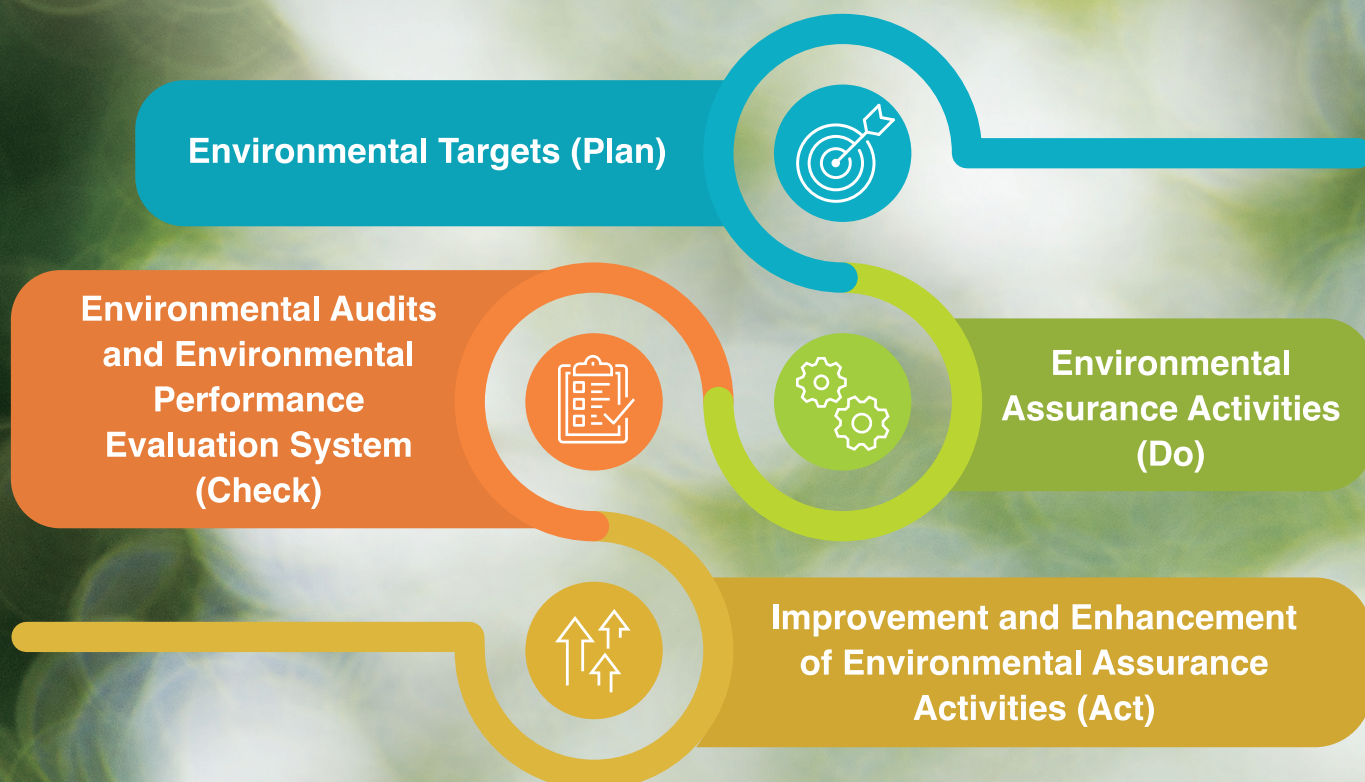 Environmental Targets (Plan)
Environmental Audits
and Environmental
Performance
Evaluation System
(Check)
Environmental
Assurance Activities
(Do)
Improvement and Enhancement
of Environmental Assurance
Activities (Act)